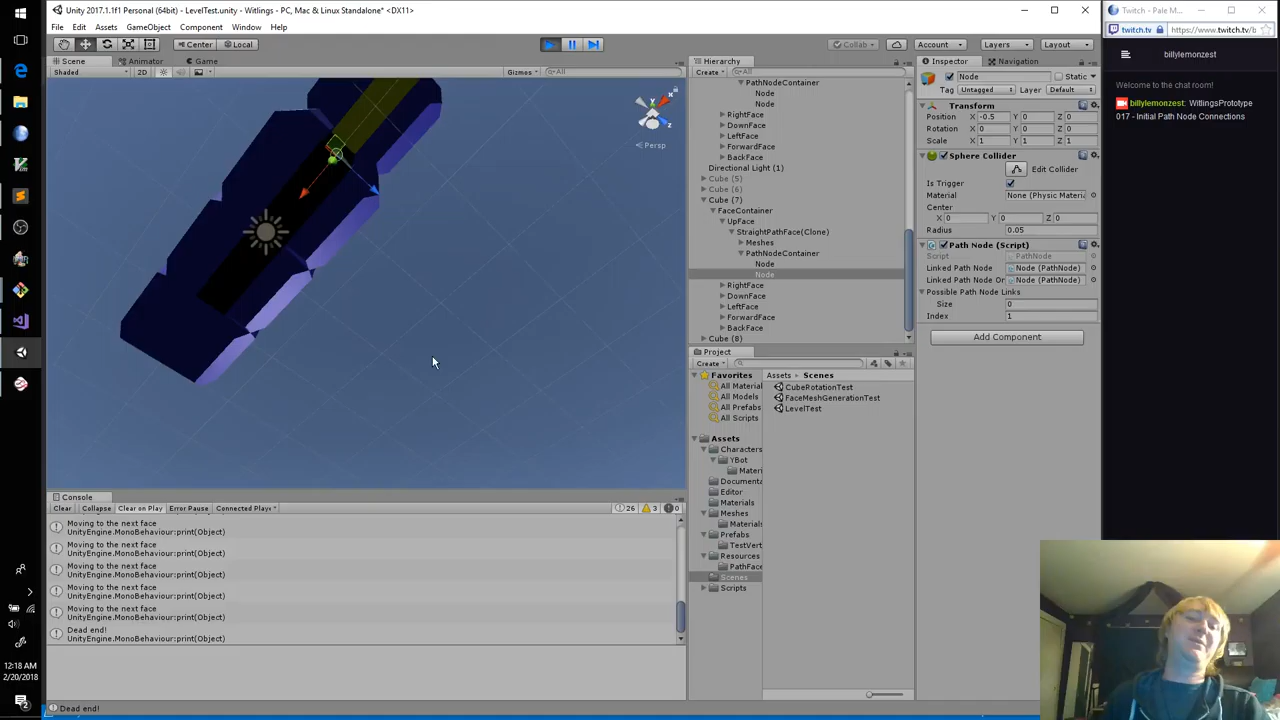 Unity 2017.1.1f1 Personal (64bit) - LevelTest.unity - Witlings - PC, Mac & Linux Standalone* <DX11>
File Edit Assets GameObject Component Window Help
Center Local
Collab Account Layers Layout
Scene Animator Game
Shaded 2D Gizmos All
Persp
Hierarchy
Create All
PathNodeContainer
Node
Node
RightFace
DownFace
LeftFace
ForwardFace
BackFace
Directional Light (1)
Cube (5)
Cube (6)
Cube (7)
FaceContainer
UpFace
StraightPathFace(Clone)
Meshes
PathNodeContainer
Node
Node
RightFace
DownFace
LeftFace
ForwardFace
BackFace
Cube (8)
Project
Create
Favorites
All Material
All Models
All Prefabs
All Scripts
Assets
Characters
YBot
Materi
Documenta
Editor
Materials
Meshes
Materials
Prefabs
TestVert
Resources
PathFace
Scenes
Scripts
Assets Scenes
CubeRotationTest
FaceMeshGenerationTest
LevelTest
Inspector Navigation
Node Static
Tag Untagged Layer Default
Transform
Position X -0.5 Y 0 Z 0
Rotation X 0 Y 0 Z 0
Scale X 1 Y 1 Z 1
Sphere Collider
Edit Collider
Is Trigger
Material None (Physic Materia
Center
X 0 Y 0 Z 0
Radius 0.05
Path Node (Script)
Script PathNode
Linked Path Node Node (PathNode)
Linked Path Node On Node (PathNode)
Possible Path Node Links
Size 0
Index 1
Add Component
Console
Clear Collapse Clear on Play Error Pause Connected Playe 26 3 0
Moving to the next face
UnityEngine.MonoBehaviour:print(Object)
Moving to the next face
UnityEngine.MonoBehaviour:print(Object)
Moving to the next face
UnityEngine.MonoBehaviour:print(Object)
Moving to the next face
UnityEngine.MonoBehaviour:print(Object)
Moving to the next face
UnityEngine.MonoBehaviour:print(Object)
Dead end!
UnityEngine.MonoBehaviour:print(Object)
Dead end!
12:18 AM
2/20/2018
Twitch - Pale M
twitch.tv https://www.twitch.tv/b
billylemonzest
Welcome to the chat room!
billylemonzest: WitlingsPrototype
017 - Initial Path Node Connections